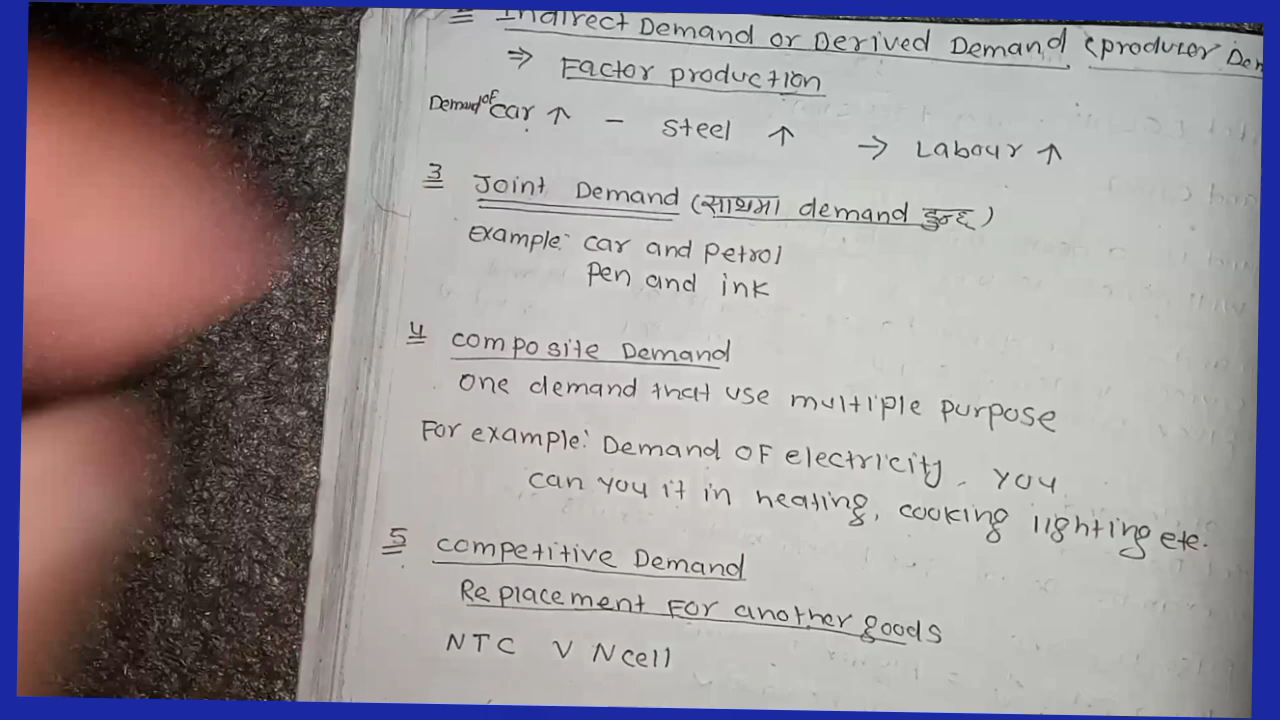 = Indirect Demand or Derived Demand (producer Dem
⇒ Factor production
Demand of car ↑ - Steel ↑ → Labour ↑
3 Joint Demand (साथमा demand हुन्छ)
Example: car and petrol
Pen and ink
4 composite Demand
one demand that use multiple purpose
For example: Demand OF electricity. you
can you it in heating, cooking lighting etc.
5 competitive Demand
Replacement For another goods
NTC V Ncell